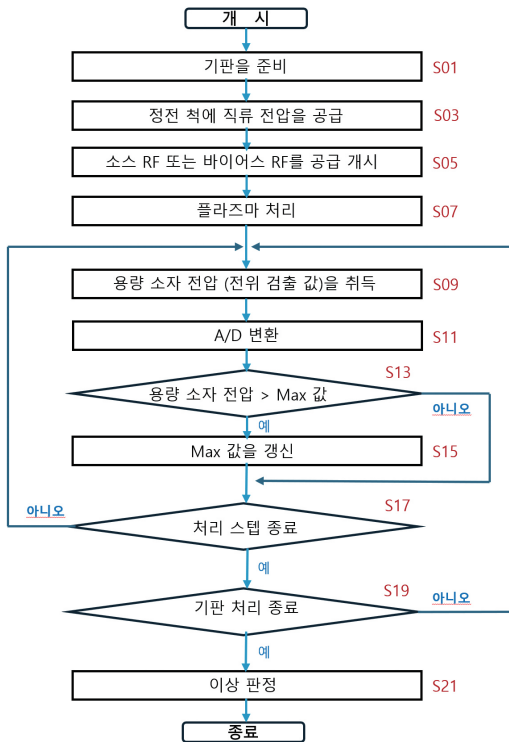 개 시
기판을 준비 S01
정전 척에 직류 전압을 공급 S03
소스 RF 또는 바이어스 RF를 공급 개시 S05
플라즈마 처리 S07
용량 소자 전압 (전위 검출 값)을 취득 S09
A/D 변환 S11
S13
용량 소자 전압 > Max 값
아니오
예
Max 값을 갱신 S15
S17
아니오
처리 스텝 종료
예
S19
기판 처리 종료
아니오
예
이상 판정 S21
종료